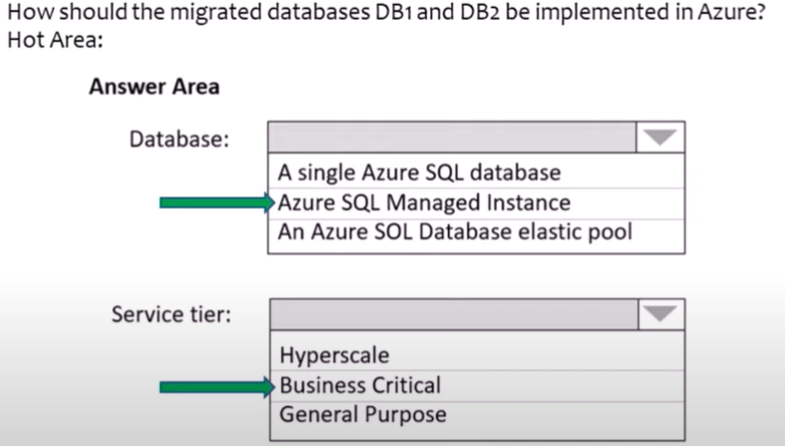 How should the migrated databases DB1 and DB2 be implemented in Azure?
Hot Area:
Answer Area
Database:
A single Azure SQL database
Azure SQL Managed Instance
An Azure SOL Database elastic pool
Service tier:
Hyperscale
Business Critical
General Purpose